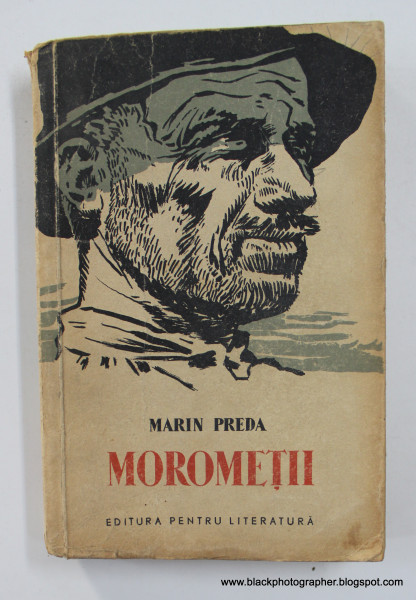 MARIN PREDA
MOROMEȚII
EDITURA PENTRU LITERATURĂ
www.blackphotographer.blogspot.com